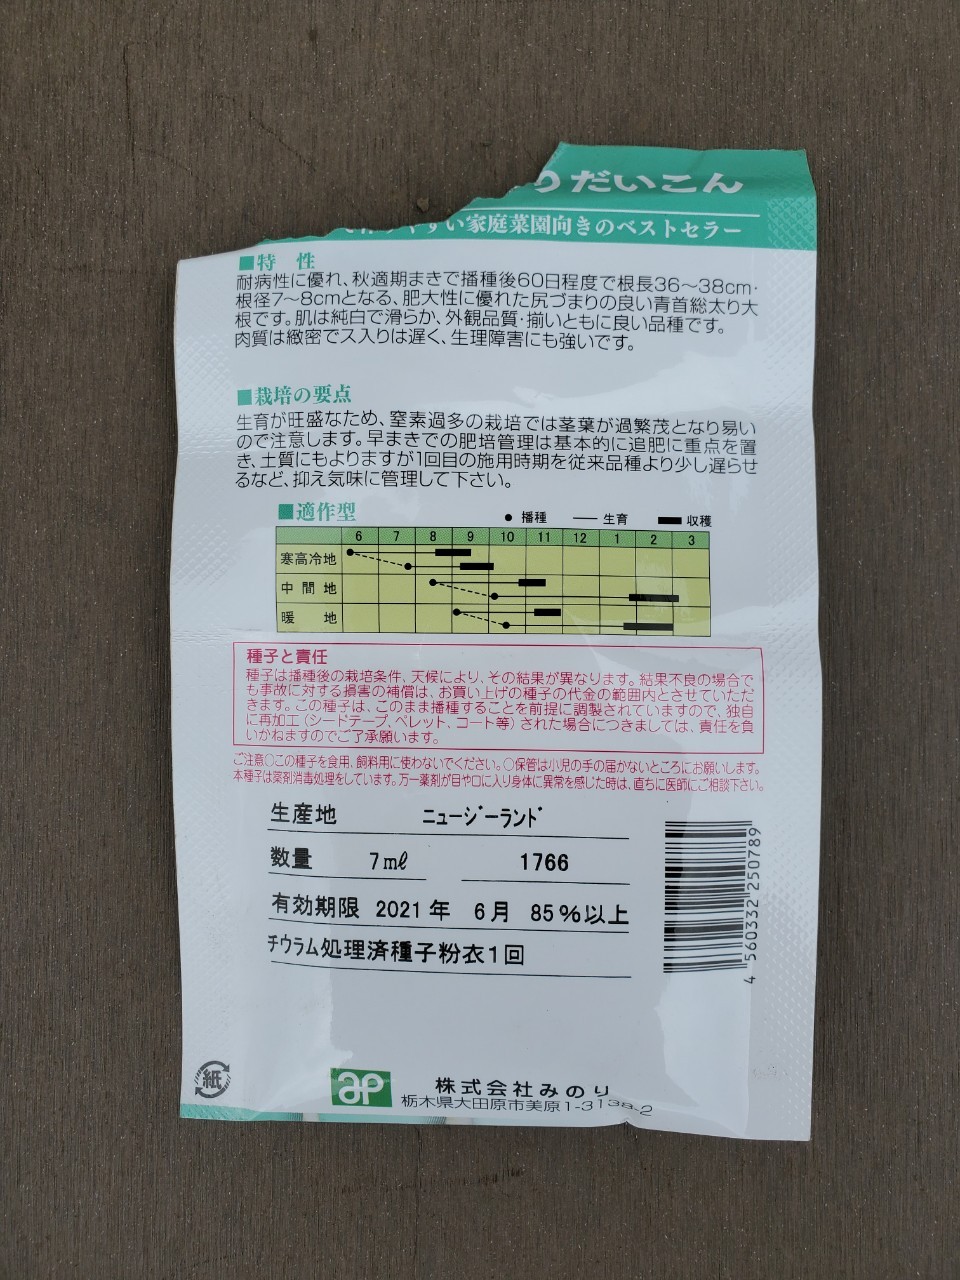 りだいこん
やすい家庭菜園向きのベストセラー
■特　性
耐病性に優れ、秋適期まきで播種後60日程度で根長36〜38cm・
根径7〜8cmとなる、肥大性に優れた尻づまりの良い青首総太り大
根です。肌は純白で滑らか、外観品質・揃いともに良い品種です。
肉質は緻密でス入りは遅く、生理障害にも強いです。
■栽培の要点
生育が旺盛なため、窒素過多の栽培では茎葉が過繁茂となり易い
ので注意します。早まきでの肥培管理は基本的に追肥に重点を置
き、土質にもよりますが1回目の施用時期を従来品種より少し遅らせ
るなど、抑え気味に管理して下さい。
■適作型
●播種 ― 生育 ■収穫
6 7 8 9 10 11 12 1 2 3
寒高冷地
中間地
暖地
種子と責任
種子は播種後の栽培条件、天候により、その結果が異なります。結果不良の場合で
も事故に対する損害の補償は、お買い上げの種子の代金の範囲内とさせていただ
きます。この種子は、このまま播種することを前提に調製されていますので、独自
に再加工（シードテープ、ペレット、コート等）された場合につきましては、責任を負
いかねますのでご了承願います。
ご注意○この種子を食用、飼料用に使わないでください。○保管は小児の手の届かないところにお願いします。
本種子は薬剤消毒処理をしています。万一薬剤が目や口に入り身体に異常を感じた時は、直ちに医師にご相談下さい。
生産地 ニュージーランド
数量 7mℓ 1766
有効期限 2021年 6月 85%以上
チウラム処理済種子粉衣1回
4 560332 250789
紙
ap
株式会社みのり
栃木県大田原市美原1-3138-2